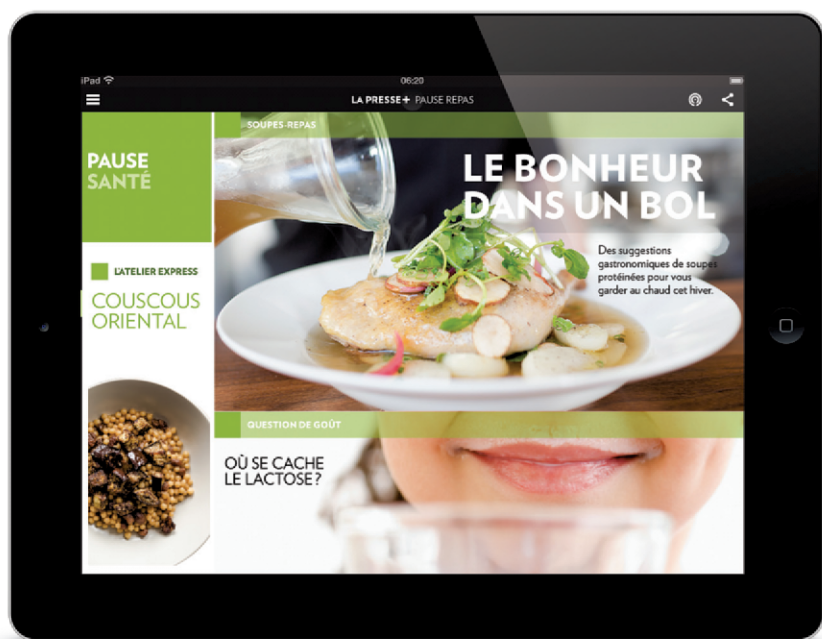 iPad
06:20
LA PRESSE+ PAUSE REPAS
PAUSE
SANTÉ
L'ATELIER EXPRESS
COUSCOUS
ORIENTAL
SOUPES-REPAS
LE BONHEUR
DANS UN BOL
Des suggestions
gastronomiques de soupes
protéinées pour vous
garder au chaud cet hiver.
QUESTION DE GOÛT
OÙ SE CACHE
LE LACTOSE ?